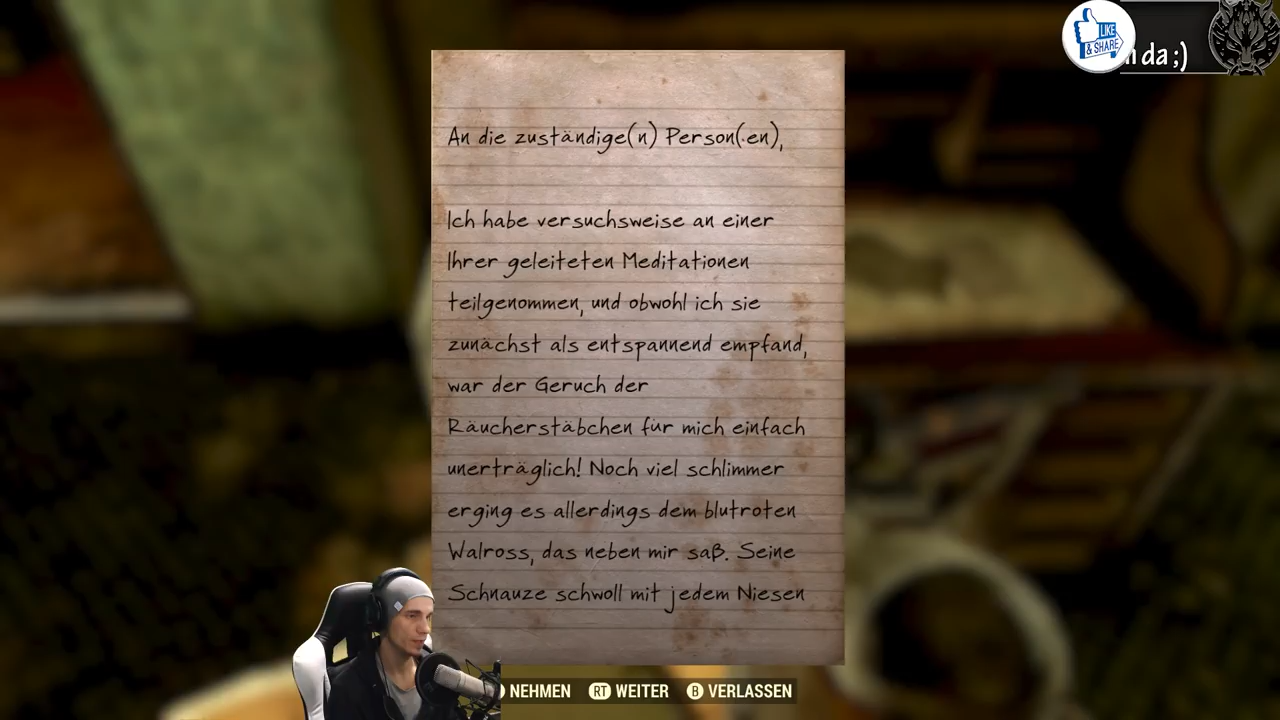 LIKE
& SHARE
da ;)
An die zuständige(n) Person(-en),
Ich habe versuchsweise an einer
Ihrer geleiteten Meditationen
teilgenommen, und obwohl ich sie
zunächst als entspannend empfand,
war der Geruch der
Räucherstäbchen für mich einfach
unerträglich! Noch viel schlimmer
erging es allerdings dem blutroten
Walross, das neben mir saß. Seine
Schnauze schwoll mit jedem Niesen
NEHMEN RT WEITER B VERLASSEN